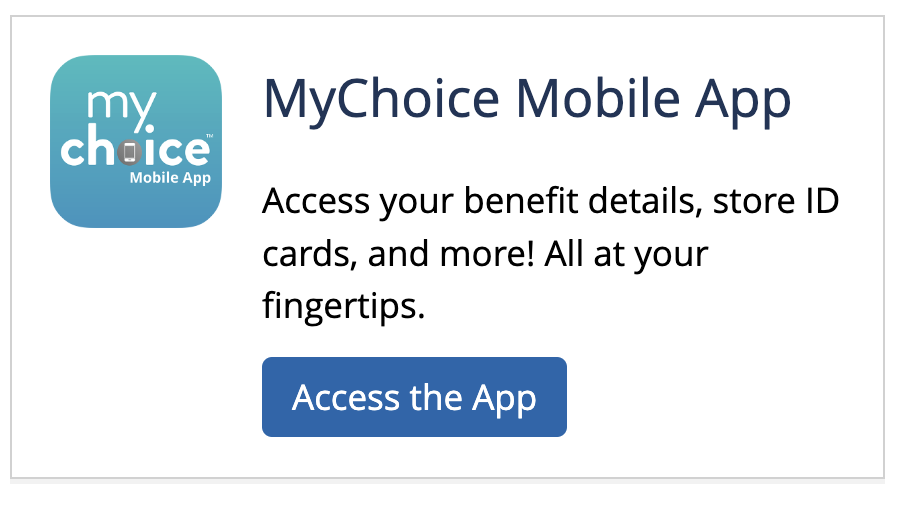 my
choice™
Mobile App
MyChoice Mobile App
Access your benefit details, store ID
cards, and more! All at your
fingertips.
Access the App